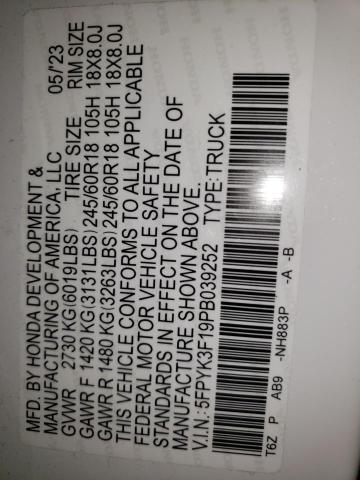 MFD. BY HONDA DEVELOPMENT &
MANUFACTURING OF AMERICA, LLC 05/'23
GVWR 2730 KG(6019LBS) TIRE SIZE RIM SIZE
GAWR F 1420 KG(3131LBS) 245/60R18 105H 18X8.0J
GAWR R 1480 KG(3263LBS) 245/60R18 105H 18X8.0J
THIS VEHICLE CONFORMS TO ALL APPLICABLE
FEDERAL MOTOR VEHICLE SAFETY
STANDARDS IN EFFECT ON THE DATE OF
MANUFACTURE SHOWN ABOVE.
V.I.N.: 5FPYK3F19PB039252 TYPE:TRUCK
T6Z P AB9 -NH883P -A -B